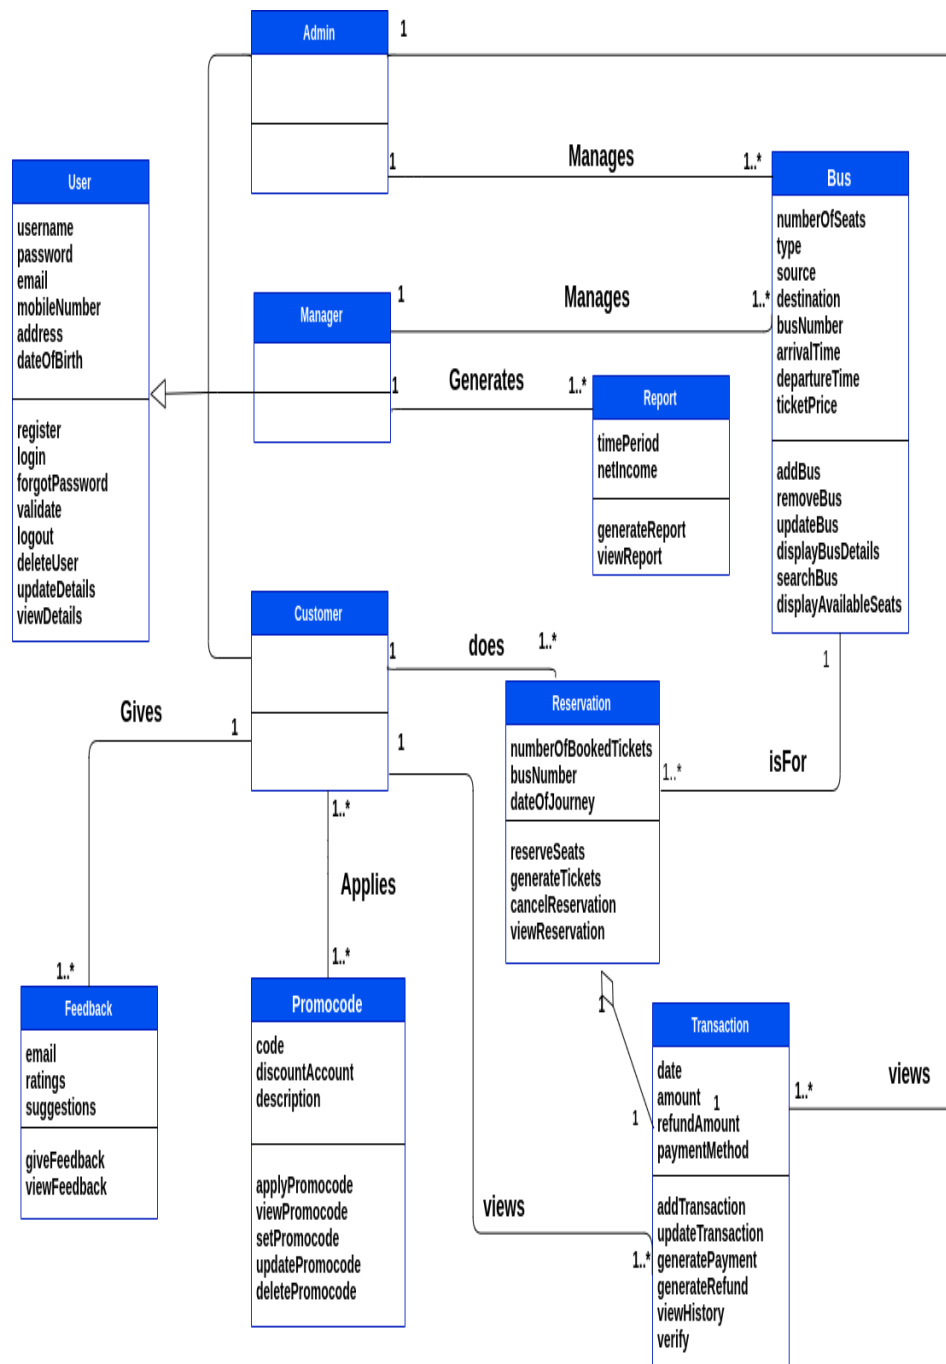 Admin
1
1
Manages
1..*
User
username
password
email
mobileNumber
address
dateOfBirth
register
login
forgotPassword
validate
logout
deleteUser
updateDetails
viewDetails
Bus
numberOfSeats
type
source
destination
busNumber
arrivalTime
departureTime
ticketPrice
addBus
removeBus
updateBus
displayBusDetails
searchBus
displayAvailableSeats
Manager
1
Manages
1..*
1
Generates
1..*
Report
timePeriod
netIncome
generateReport
viewReport
Customer
1
does
1..*
1
isFor
1..*
Reservation
numberOfBookedTickets
busNumber
dateOfJourney
reserveSeats
generateTickets
cancelReservation
viewReservation
Gives
1
1..*
1
1..*
Applies
1..*
Feedback
email
ratings
suggestions
giveFeedback
viewFeedback
Promocode
code
discountAccount
description
applyPromocode
viewPromocode
setPromocode
updatePromocode
deletePromocode
1
1
Transaction
date
amount
1
refundAmount
paymentMethod
addTransaction
updateTransaction
generatePayment
generateRefund
viewHistory
verify
1..*
views
views
1..*